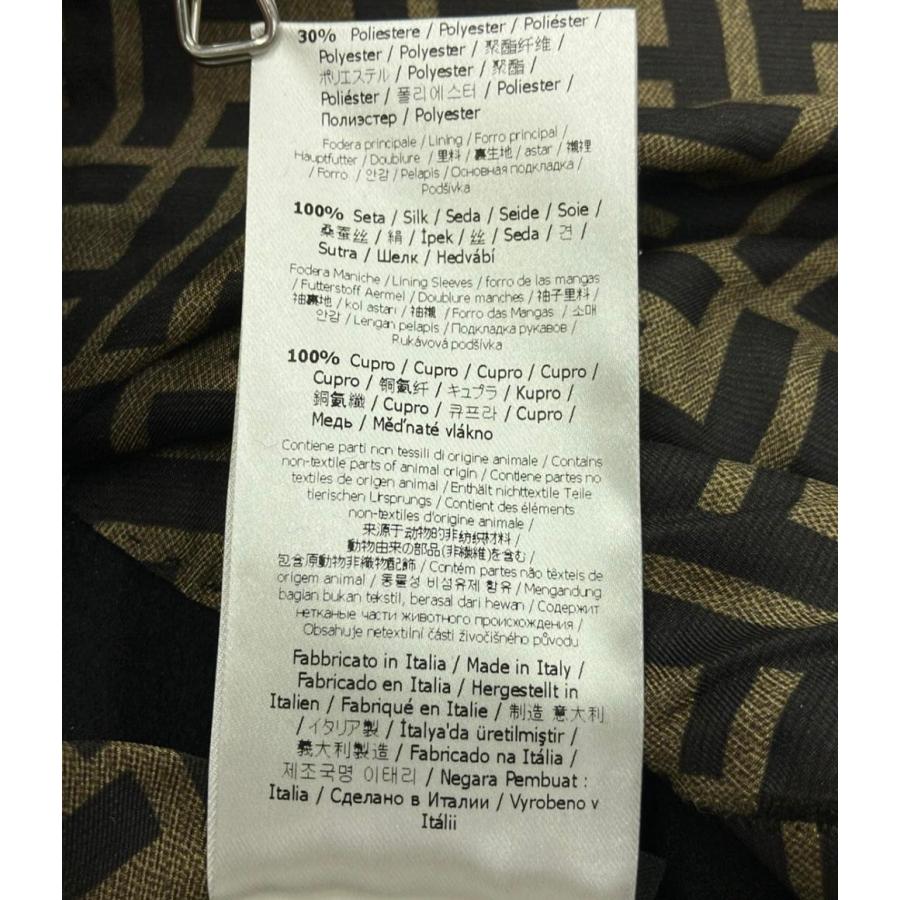 30% Poliestere / Polyester / Poliéster /
Polyester / Polyester / 聚酯纤维 /
ポリエステル / Polyester / 聚酯 /
Poliéster / 폴리에스터 / Poliester /
Полиэстер / Polyester
Fodera principale / Lining / Forro principal /
Hauptfutter / Doublure / 里料 / 裏生地 / astar / 襯裡
/ Forro / 안감 / Pelapis / Основная подкладка /
Podšívka
100% Seta / Silk / Seda / Seide / Soie /
桑蚕丝 / 絹 / İpek / 丝 / Seda / 견 /
Sutra / Шелк / Hedvábí
Fodera Maniche / Lining Sleeves / forro de las mangas
/ Futterstoff Aermel / Doublure manches / 袖子里料 /
袖裏地 / kol astarı / 袖襯 / Forro das Mangas / 소매
안감 / Lengan pelapis / Подкладка рукавов /
Rukávová podšívka
100% Cupro / Cupro / Cupro / Cupro /
Cupro / 铜氨纤 / キュプラ / Kupro /
銅氨纖 / Cupro / 큐프라 / Cupro /
Медь / Měďnaté vlákno
Contiene parti non tessili di origine animale / Contains
non-textile parts of animal origin / Contiene partes no
textiles de origen animal / Enthält nichttextile Teile
tierischen Ursprungs / Contient des éléments
non-textiles d'origine animale /
来源于动物的非纺织材料 /
動物由来の部品(非繊維)を含む /
包含原動物非織物配飾 / Contém partes não têxteis de
origem animal / 동물성 비섬유제 함유 / Mengandung
bagian bukan tekstil, berasal dari hewan / Содержит
нетканые части животного происхождения /
Obsahuje netextilní části živočišného původu
Fabbricato in Italia / Made in Italy /
Fabricado en Italia / Hergestellt in
Italien / Fabriqué en Italie / 制造 意大利
/ イタリア製 / İtalya'da üretilmiştir /
義大利製造 / Fabricado na Itália /
제조국명 이태리 / Negara Pembuat :
Italia / Сделано в Италии / Vyrobeno v
Itálii